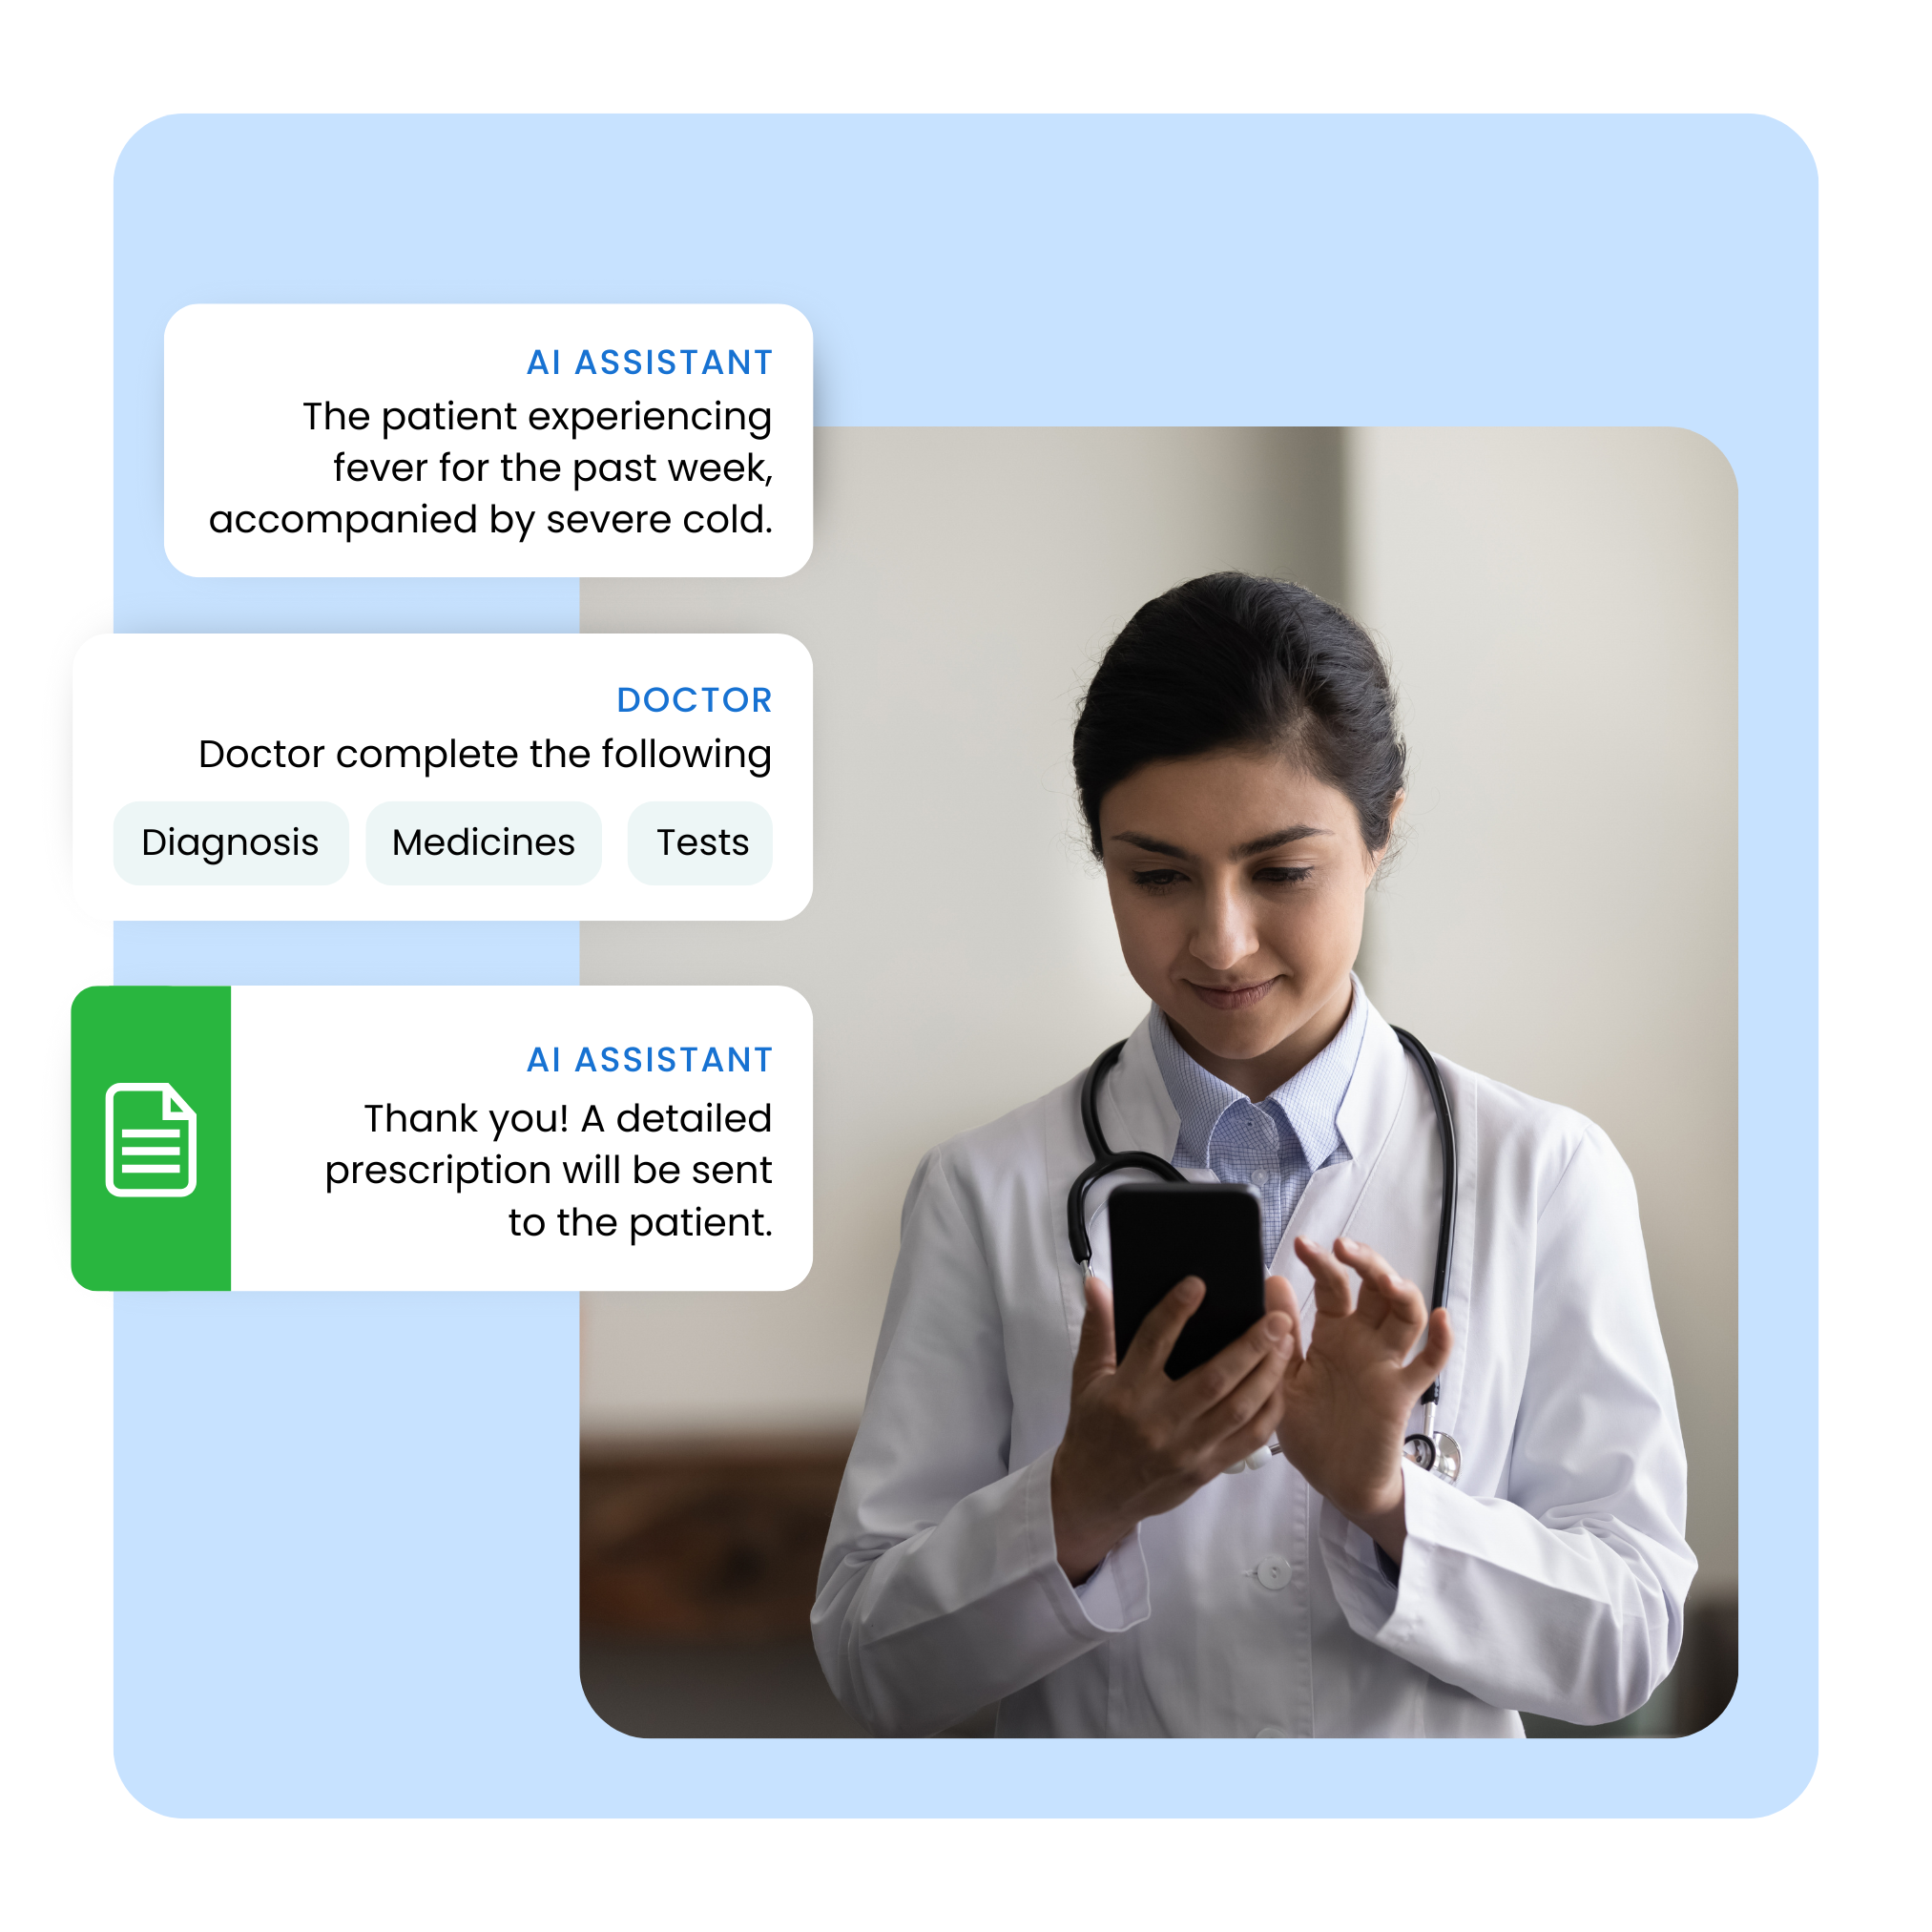 AI ASSISTANT
The patient experiencing
fever for the past week,
accompanied by severe cold.
DOCTOR
Doctor complete the following
Diagnosis Medicines Tests
AI ASSISTANT
Thank you! A detailed
prescription will be sent
to the patient.